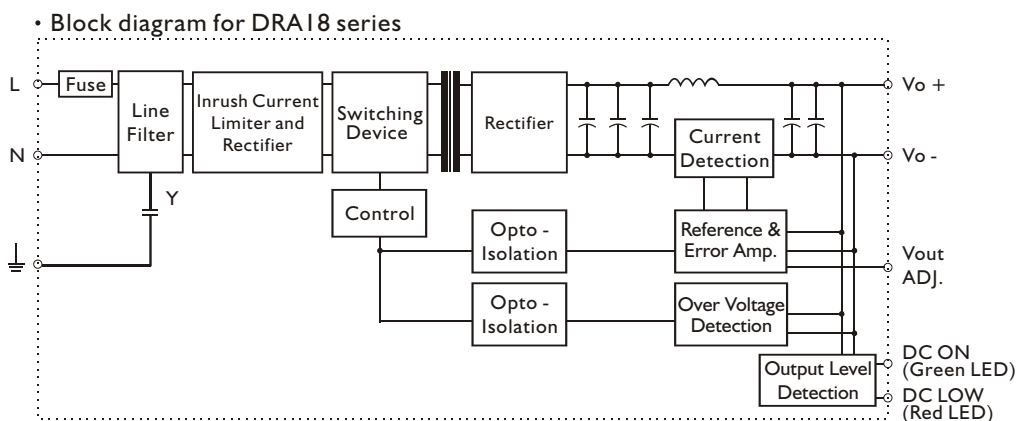 • Block diagram for DRA18 series
L
Fuse
Line
Filter
Inrush Current
Limiter and
Rectifier
Switching
Device
Rectifier
Current
Detection
Vo +
N
Vo -
Y
Control
Opto -
Isolation
Reference &
Error Amp.
Vout
ADJ.
Opto -
Isolation
Over Voltage
Detection
Output Level
Detection
DC ON
(Green LED)
DC LOW
(Red LED)